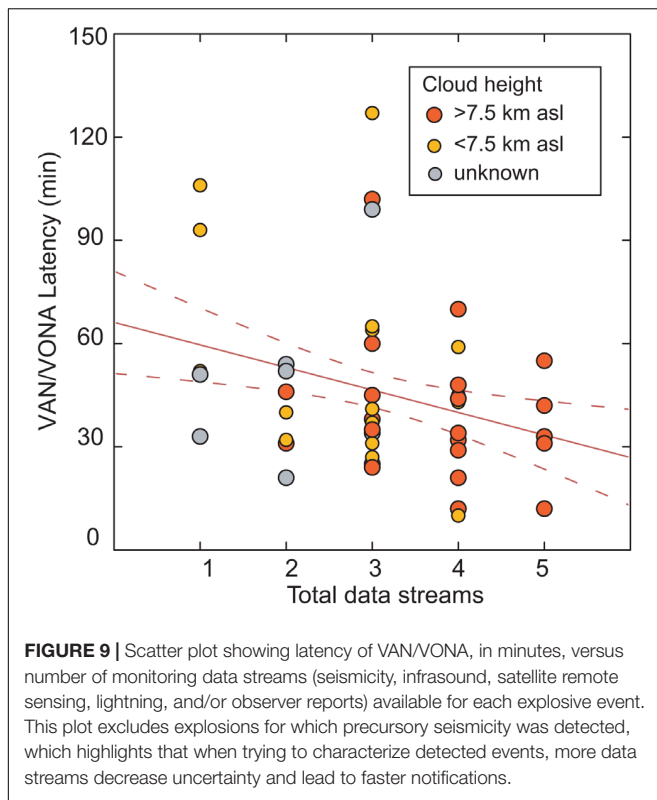 150
120
90
60
30
0
VAN/VONA Latency (min)
Cloud height
>7.5 km asl
<7.5 km asl
unknown
1 2 3 4 5
Total data streams
FIGURE 9 | Scatter plot showing latency of VAN/VONA, in minutes, versus
number of monitoring data streams (seismicity, infrasound, satellite remote
sensing, lightning, and/or observer reports) available for each explosive event.
This plot excludes explosions for which precursory seismicity was detected,
which highlights that when trying to characterize detected events, more data
streams decrease uncertainty and lead to faster notifications.